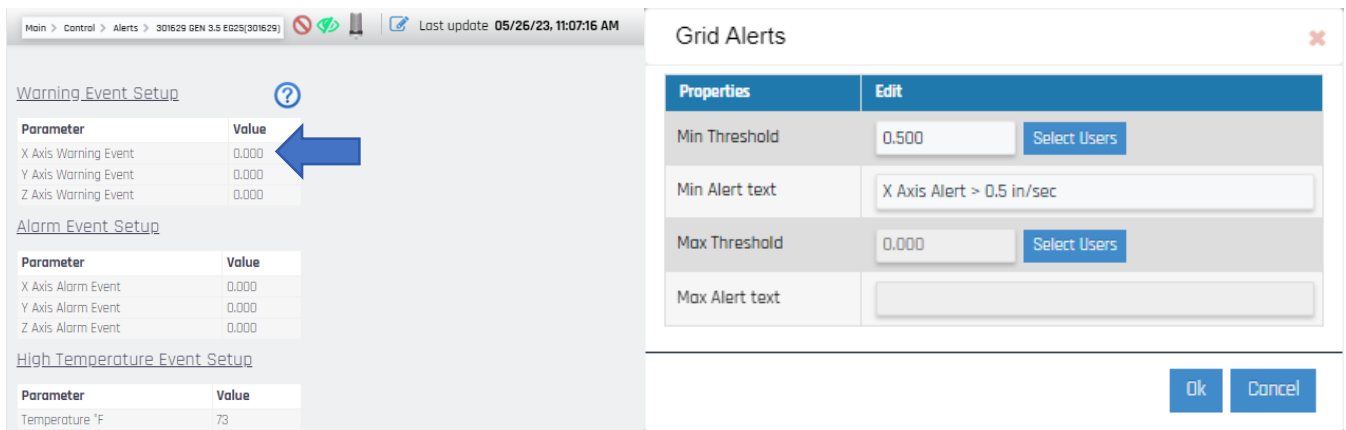 Main > Control > Alerts > 301629 GEN 3.5 EG25(301629)
Last update 05/26/23, 11:07:16 AM
Warning Event Setup
?
Parameter Value
X Axis Warning Event 0.000
Y Axis Warning Event 0.000
Z Axis Warning Event 0.000
Alarm Event Setup
Parameter Value
X Axis Alarm Event 0.000
Y Axis Alarm Event 0.000
Z Axis Alarm Event 0.000
High Temperature Event Setup
Parameter Value
Temperature °F 73
Grid Alerts
Properties Edit
Min Threshold 0.500 Select Users
Min Alert text X Axis Alert > 0.5 in/sec
Max Threshold 0.000 Select Users
Max Alert text
Ok Cancel